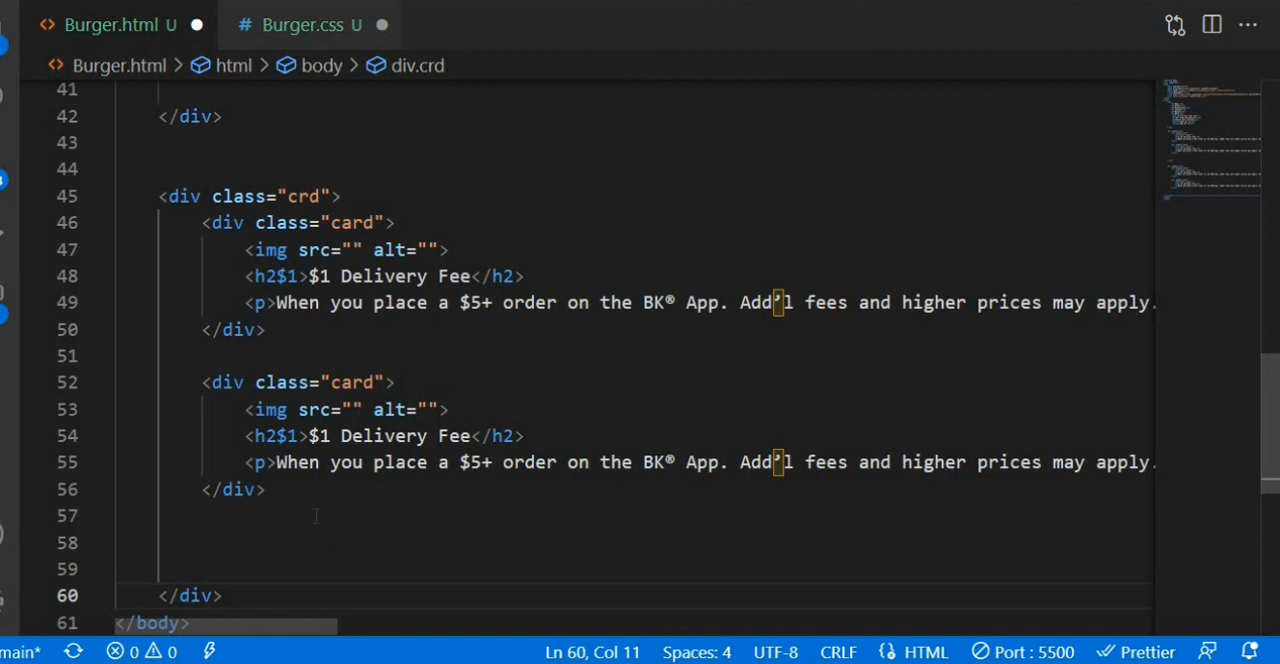 Burger.html U
# Burger.css U
Burger.html > html > body > div.crd
41
42 </div>
43
44
45 <div class="crd">
46 <div class="card">
47 <img src="" alt="">
48 <h2$1>$1 Delivery Fee</h2>
49 <p>When you place a $5+ order on the BK® App. Add’l fees and higher prices may apply.
50 </div>
51
52 <div class="card">
53 <img src="" alt="">
54 <h2$1>$1 Delivery Fee</h2>
55 <p>When you place a $5+ order on the BK® App. Add’l fees and higher prices may apply.
56 </div>
57
58
59
60 </div>
61 </body>
main* 0 0 Ln 60, Col 11 Spaces: 4 UTF-8 CRLF HTML Port : 5500 Prettier